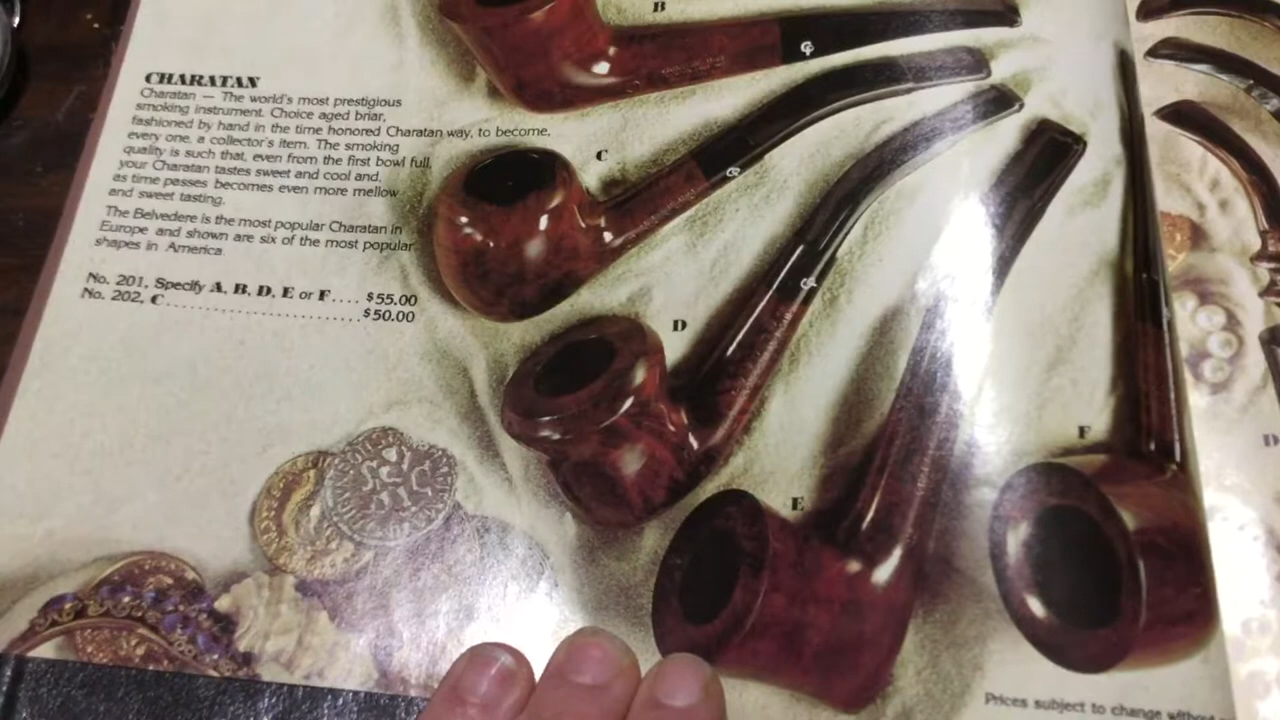 B
CHARATAN
Charatan — The world's most prestigious
smoking instrument. Choice aged briar,
fashioned by hand in the time honored Charatan way, to become,
every one, a collector's item. The smoking
quality is such that, even from the first bowl full,
your Charatan tastes sweet and cool and,
as time passes becomes even more mellow
and sweet tasting.
The Belvedere is the most popular Charatan in
Europe and shown are six of the most popular
shapes in America.
No. 201, Specify A, B, D, E or F.... $55.00
No. 202, C.......................... $50.00
C
D
E
F
D
Prices subject to change without